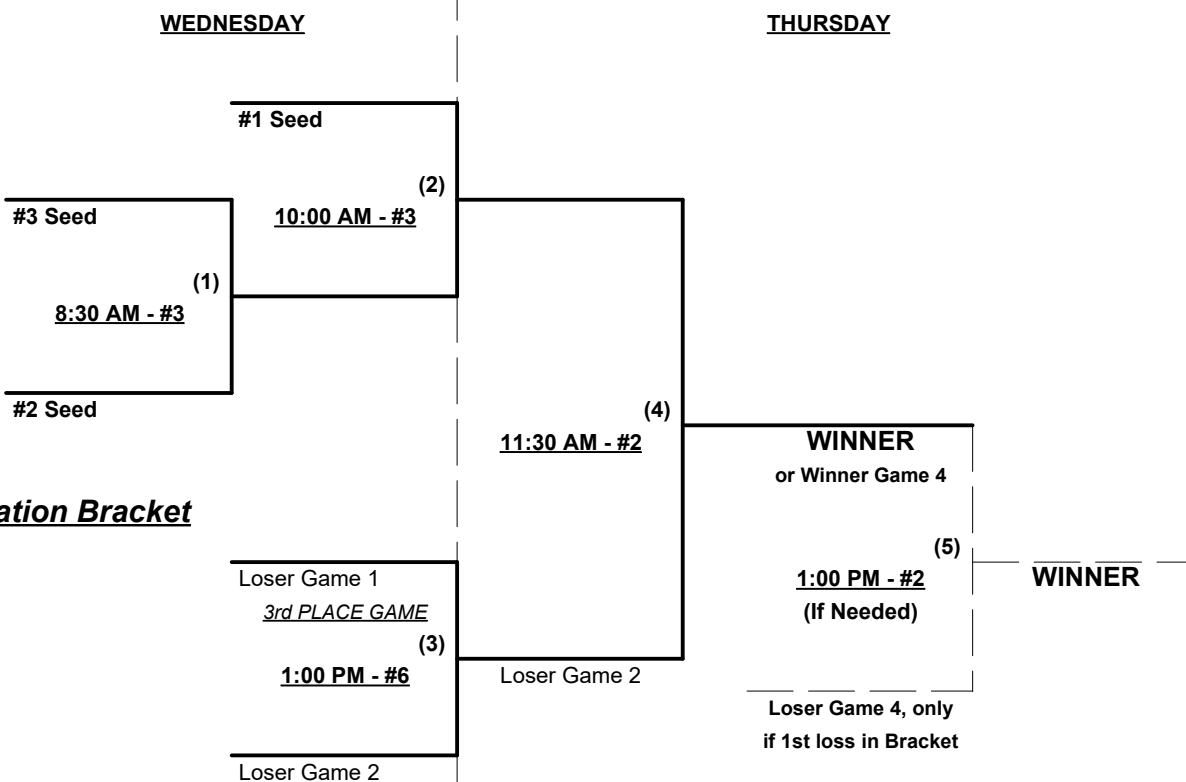 WEDNESDAY
THURSDAY
#1 Seed
(2)
10:00 AM - #3
#3 Seed
(1)
8:30 AM - #3
#2 Seed
(4)
11:30 AM - #2
WINNER
or Winner Game 4
ation Bracket
(5)
1:00 PM - #2
(If Needed)
WINNER
Loser Game 1
3rd PLACE GAME
(3)
1:00 PM - #6
Loser Game 2
Loser Game 4, only
if 1st loss in Bracket
Loser Game 2